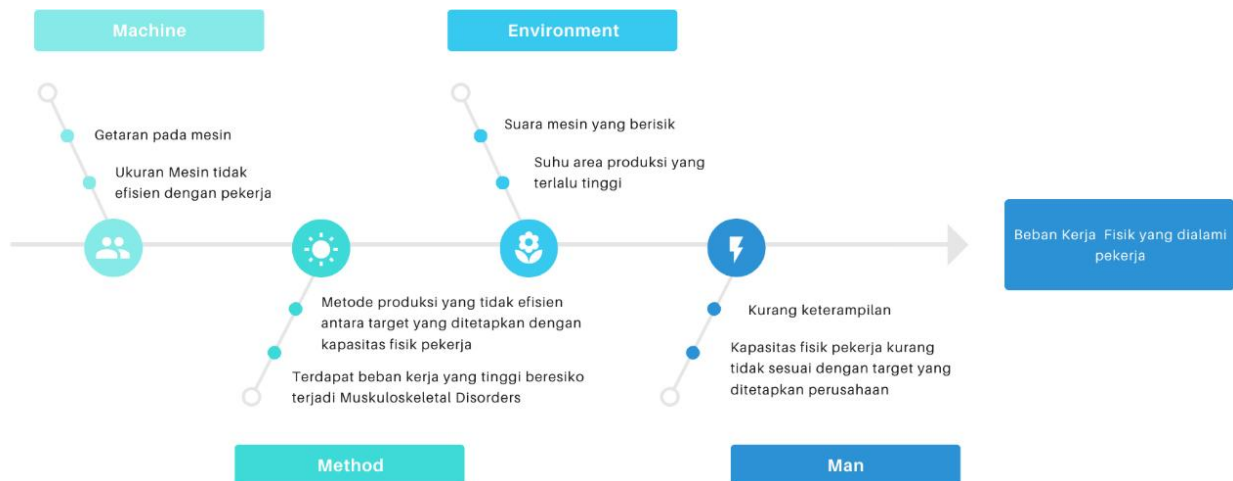 Machine
Environment
Getaran pada mesin
Ukuran Mesin tidak
efisien dengan pekerja
Suara mesin yang berisik
Suhu area produksi yang
terlalu tinggi
Beban Kerja Fisik yang dialami
pekerja
Metode produksi yang tidak efisien
antara target yang ditetapkan dengan
kapasitas fisik pekerja
Terdapat beban kerja yang tinggi beresiko
terjadi Muskuloskeletal Disorders
Kurang keterampilan
Kapasitas fisik pekerja kurang
tidak sesuai dengan target yang
ditetapkan perusahaan
Method
Man